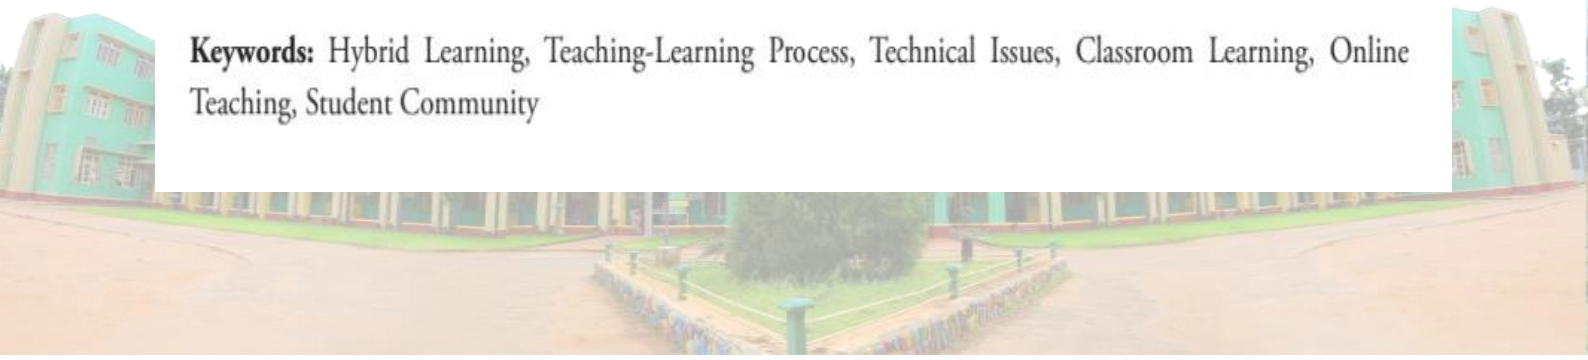 Keywords: Hybrid Learning, Teaching-Learning Process, Technical Issues, Classroom Learning, Online
Teaching, Student Community